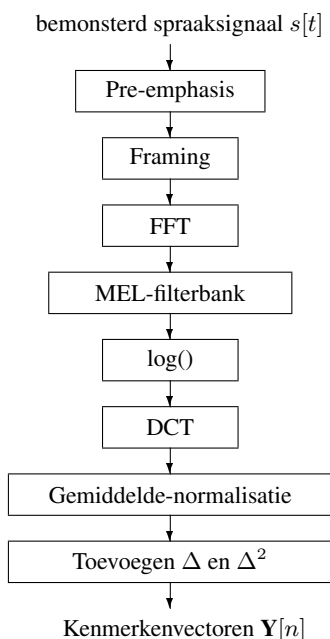 bemonsterd spraaksignaal s[t]
Pre-emphasis
Framing
FFT
MEL-filterbank
log()
DCT
Gemiddelde-normalisatie
Toevoegen Δ en Δ²
Kenmerkenvectoren Y[n]